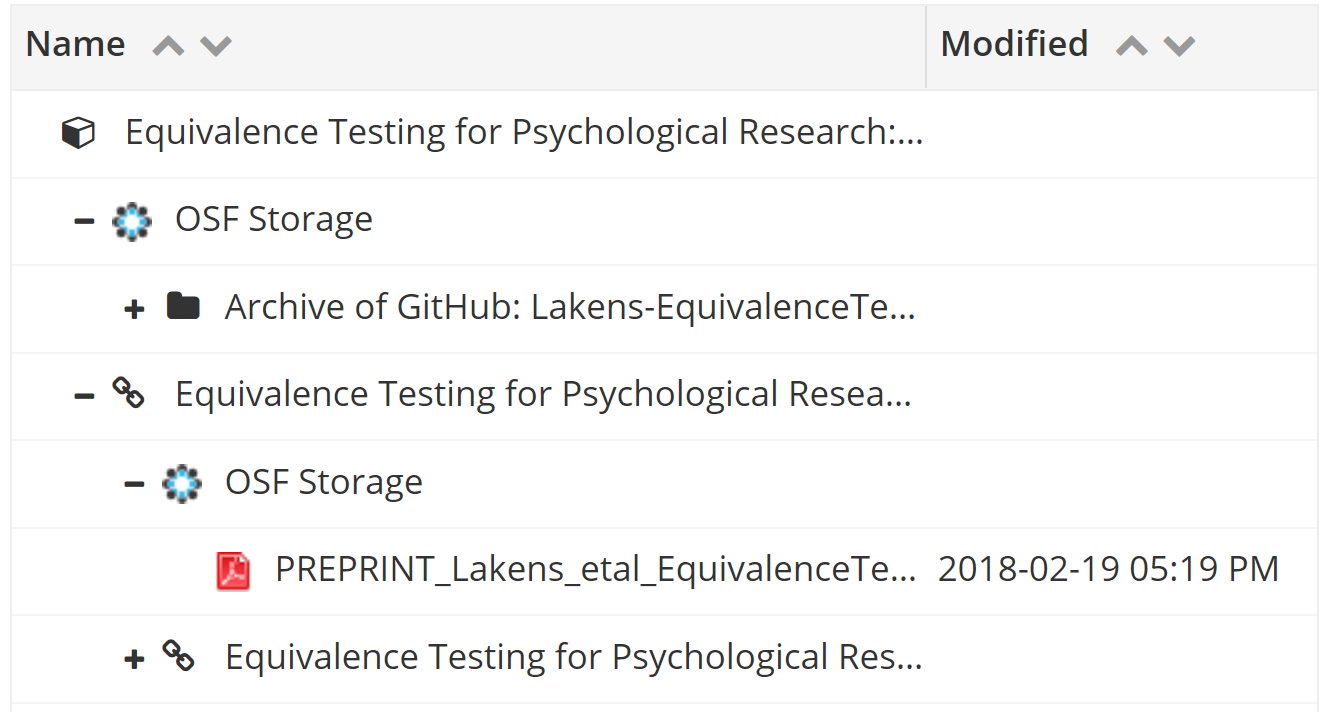 Name
Modified
Equivalence Testing for Psychological Research:...
OSF Storage
Archive of GitHub: Lakens-EquivalenceTe...
Equivalence Testing for Psychological Resea...
OSF Storage
PREPRINT_Lakens_etal_EquivalenceTe... 2018-02-19 05:19 PM
Equivalence Testing for Psychological Res...